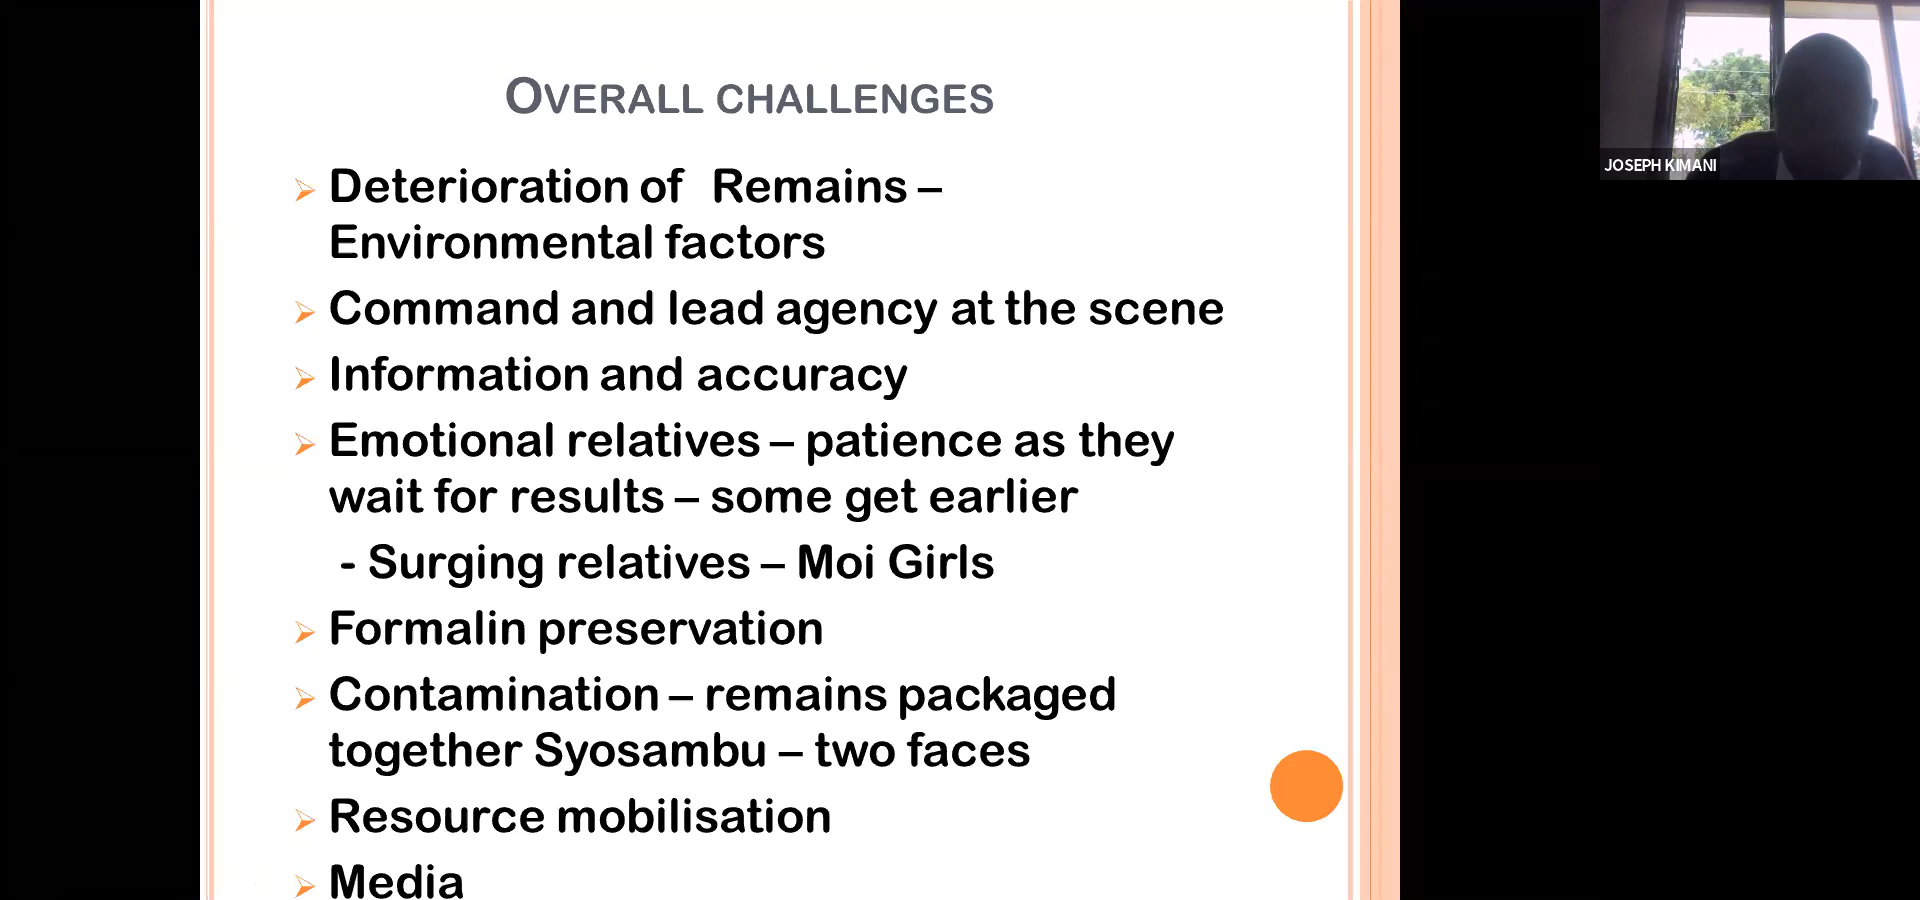 OVERALL CHALLENGES
Deterioration of Remains –
Environmental factors
Command and lead agency at the scene
Information and accuracy
Emotional relatives – patience as they
wait for results – some get earlier
- Surging relatives – Moi Girls
Formalin preservation
Contamination – remains packaged
together Syosambu – two faces
Resource mobilisation
Media
JOSEPH KIMANI